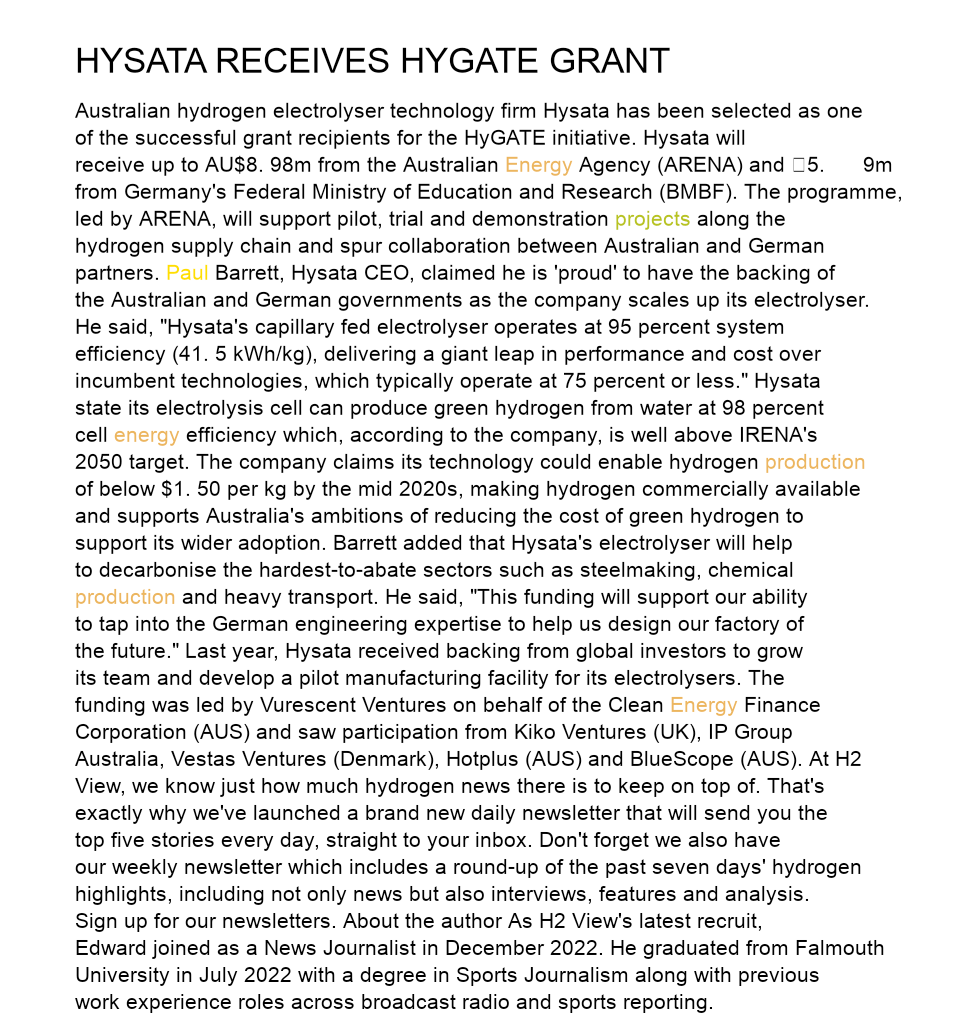 HYSATA RECEIVES HYGATE GRANT
Australian hydrogen electrolyser technology firm Hysata has been selected as one
of the successful grant recipients for the HyGATE initiative. Hysata will
receive up to AU$8. 98m from the Australian Energy Agency (ARENA) and □5. 9m
from Germany's Federal Ministry of Education and Research (BMBF). The programme,
led by ARENA, will support pilot, trial and demonstration projects along the
hydrogen supply chain and spur collaboration between Australian and German
partners. Paul Barrett, Hysata CEO, claimed he is 'proud' to have the backing of
the Australian and German governments as the company scales up its electrolyser.
He said, "Hysata's capillary fed electrolyser operates at 95 percent system
efficiency (41. 5 kWh/kg), delivering a giant leap in performance and cost over
incumbent technologies, which typically operate at 75 percent or less." Hysata
state its electrolysis cell can produce green hydrogen from water at 98 percent
cell energy efficiency which, according to the company, is well above IRENA's
2050 target. The company claims its technology could enable hydrogen production
of below $1. 50 per kg by the mid 2020s, making hydrogen commercially available
and supports Australia's ambitions of reducing the cost of green hydrogen to
support its wider adoption. Barrett added that Hysata's electrolyser will help
to decarbonise the hardest-to-abate sectors such as steelmaking, chemical
production and heavy transport. He said, "This funding will support our ability
to tap into the German engineering expertise to help us design our factory of
the future." Last year, Hysata received backing from global investors to grow
its team and develop a pilot manufacturing facility for its electrolysers. The
funding was led by Vurescent Ventures on behalf of the Clean Energy Finance
Corporation (AUS) and saw participation from Kiko Ventures (UK), IP Group
Australia, Vestas Ventures (Denmark), Hotplus (AUS) and BlueScope (AUS). At H2
View, we know just how much hydrogen news there is to keep on top of. That's
exactly why we've launched a brand new daily newsletter that will send you the
top five stories every day, straight to your inbox. Don't forget we also have
our weekly newsletter which includes a round-up of the past seven days' hydrogen
highlights, including not only news but also interviews, features and analysis.
Sign up for our newsletters. About the author As H2 View's latest recruit,
Edward joined as a News Journalist in December 2022. He graduated from Falmouth
University in July 2022 with a degree in Sports Journalism along with previous
work experience roles across broadcast radio and sports reporting.